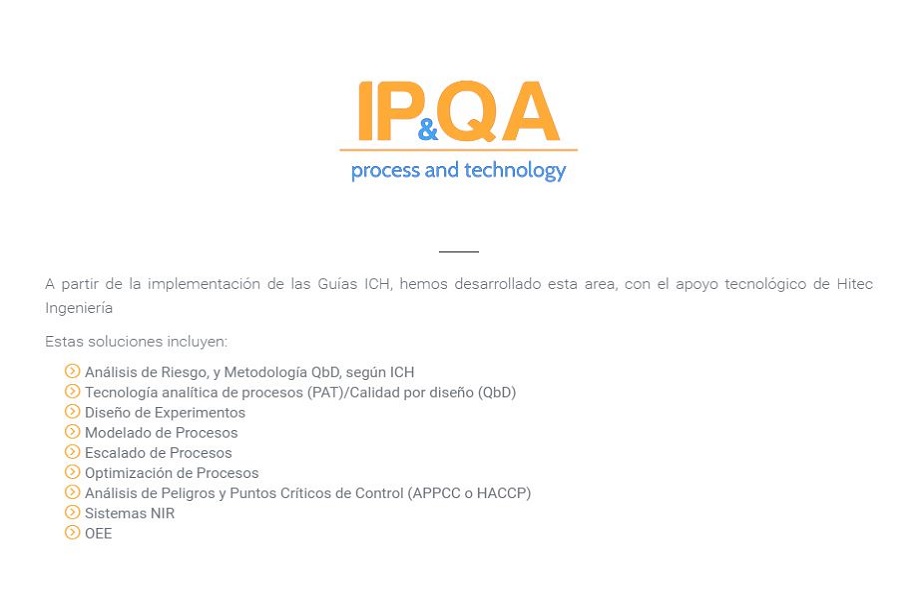 IP&QA
process and technology
A partir de la implementación de las Guías ICH, hemos desarrollado esta area, con el apoyo tecnológico de Hitec
Ingeniería
Estas soluciones incluyen:
Análisis de Riesgo, y Metodología QbD, según ICH
Tecnología analítica de procesos (PAT)/Calidad por diseño (QbD)
Diseño de Experimentos
Modelado de Procesos
Escalado de Procesos
Optimización de Procesos
Análisis de Peligros y Puntos Críticos de Control (APPCC o HACCP)
Sistemas NIR
OEE